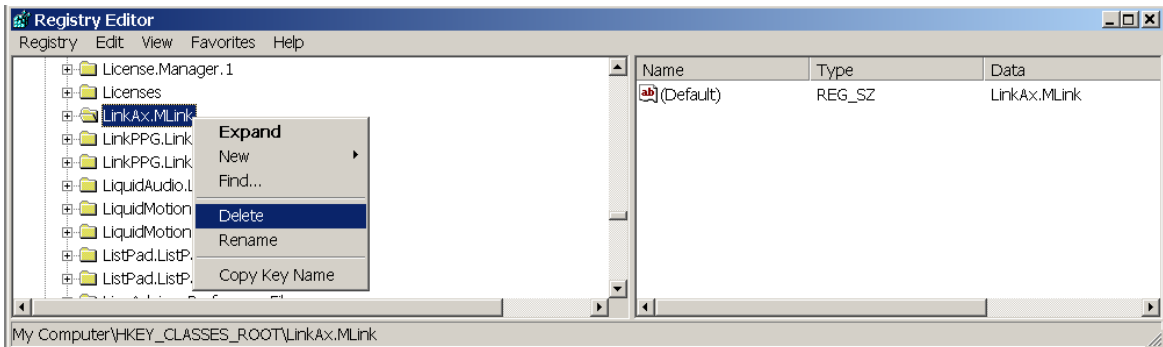 Registry Editor
Registry Edit View Favorites Help
License.Manager.1
Licenses
LinkAx.MLink
LinkPPG.Link
LinkPPG.Link
LiquidAudio.L
LiquidMotion
LiquidMotion
ListPad.ListP
ListPad.ListP
Expand
New
Find...
Delete
Rename
Copy Key Name
Name Type Data
ab (Default) REG_SZ LinkAx.MLink
My Computer\HKEY_CLASSES_ROOT\LinkAx.MLink